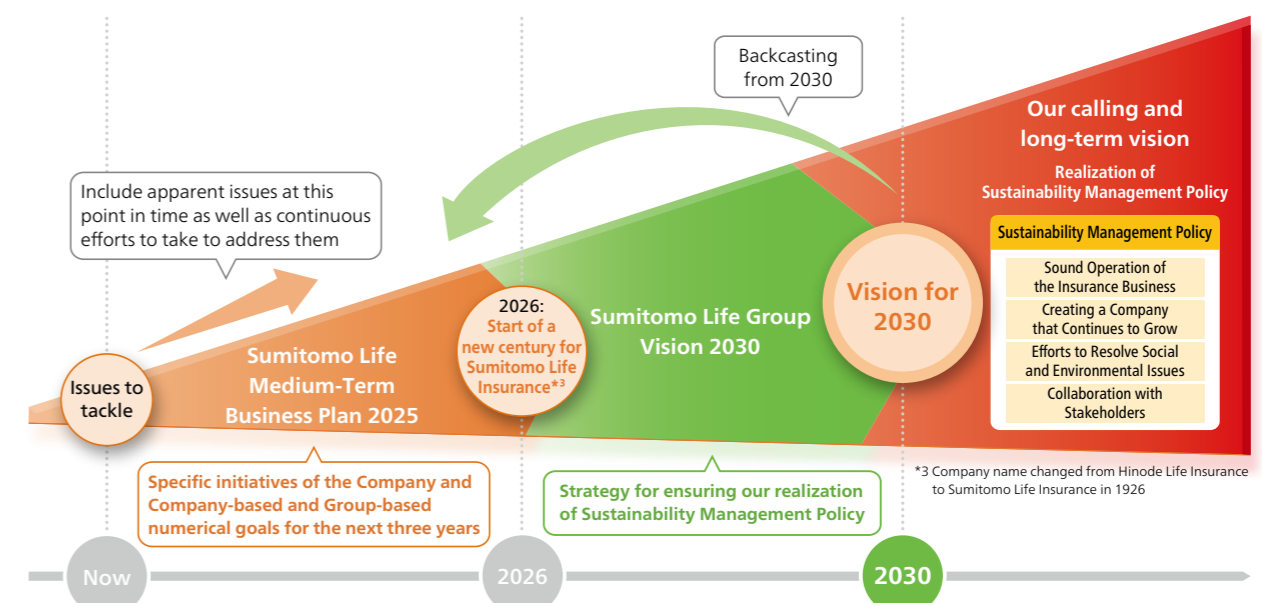 Backcasting
from 2030
Our calling and
long-term vision
Realization of
Sustainability Management Policy
Sustainability Management Policy
Sound Operation of
the Insurance Business
Creating a Company
that Continues to Grow
Efforts to Resolve Social
and Environmental Issues
Collaboration with
Stakeholders
Include apparent issues at this
point in time as well as continuous
efforts to take to address them
Issues to
tackle
Sumitomo Life
Medium-Term
Business Plan 2025
2026:
Start of a
new century for
Sumitomo Life
Insurance*3
Sumitomo Life Group
Vision 2030
Vision for
2030
Specific initiatives of the Company and
Company-based and Group-based
numerical goals for the next three years
Strategy for ensuring our realization
of Sustainability Management Policy
*3 Company name changed from Hinode Life Insurance
to Sumitomo Life Insurance in 1926
Now
2026
2030